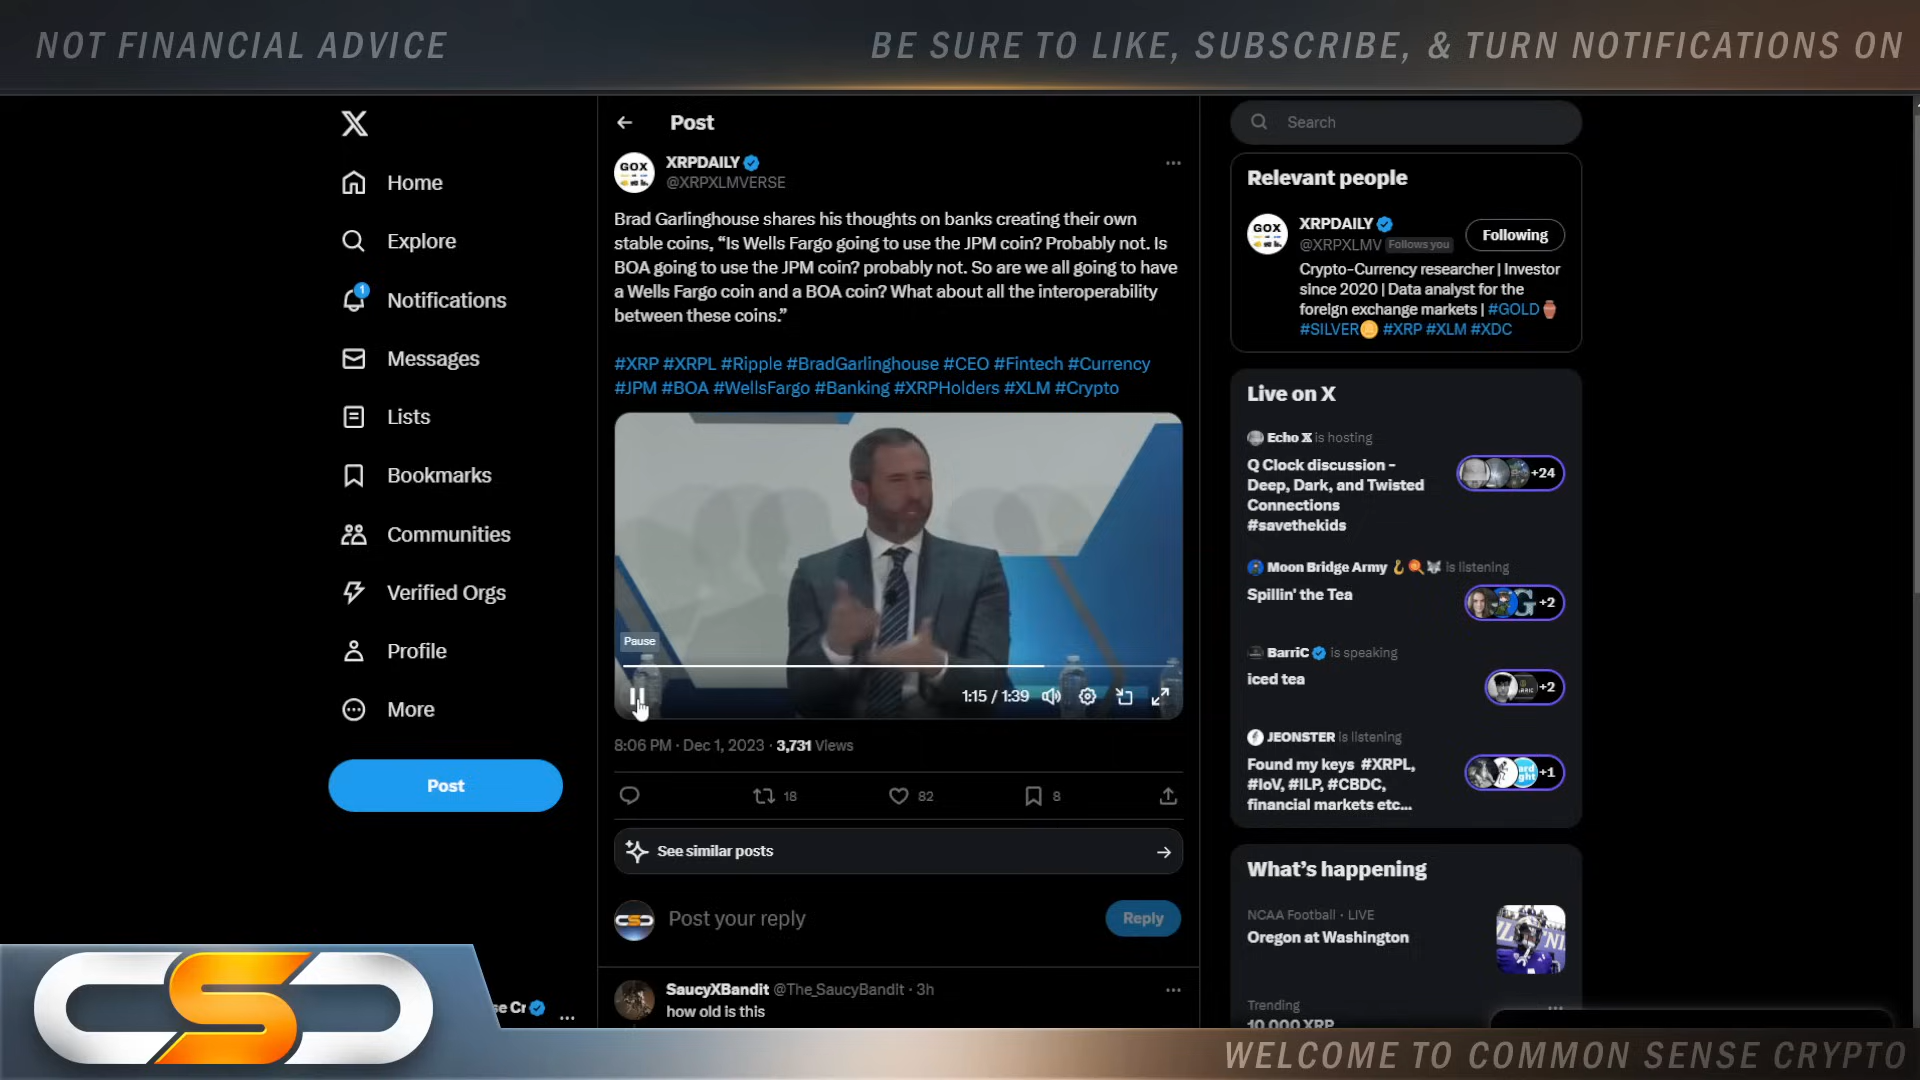 NOT FINANCIAL ADVICE
BE SURE TO LIKE, SUBSCRIBE, & TURN NOTIFICATIONS ON
Home
Explore
1
Notifications
Messages
Lists
Bookmarks
Communities
Verified Orgs
Profile
More
Post
Post
GOX
XRPDAILY
@XRPXLMVERSE
Brad Garlinghouse shares his thoughts on banks creating their own
stable coins, “Is Wells Fargo going to use the JPM coin? Probably not. Is
BOA going to use the JPM coin? probably not. So are we all going to have
a Wells Fargo coin and a BOA coin? What about all the interoperability
between these coins.”
#XRP #XRPL #Ripple #BradGarlinghouse #CEO #Fintech #Currency
#JPM #BOA #WellsFargo #Banking #XRPHolders #XLM #Crypto
Pause
1:15 / 1:39
8:06 PM · Dec 1, 2023 · 3,731 Views
18
82
8
See similar posts
Post your reply
Reply
SaucyXBandit @The_SaucyBandit · 3h
how old is this
Search
Relevant people
GOX
XRPDAILY
@XRPXLMV Follows you
Following
Crypto-Currency researcher | Investor
since 2020 | Data analyst for the
foreign exchange markets | #GOLD
#SILVER #XRP #XLM #XDC
Live on X
Echo X is hosting
Q Clock discussion -
Deep, Dark, and Twisted
Connections
#savethekids
+24
Moon Bridge Army is listening
Spillin' the Tea
+2
BarriC is speaking
iced tea
+2
JEONSTER is listening
Found my keys #XRPL,
#IoV, #ILP, #CBDC,
financial markets etc...
+1
What's happening
NCAA Football · LIVE
Oregon at Washington
Trending
10,000 XRP
CSC
se Cr
WELCOME TO COMMON SENSE CRYPTO